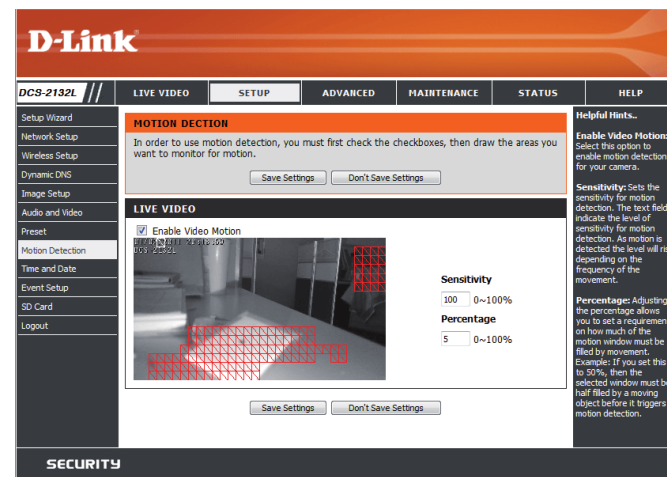 D-Link
DCS-2132L
LIVE VIDEO
SETUP
ADVANCED
MAINTENANCE
STATUS
HELP
Setup Wizard
Network Setup
Wireless Setup
Dynamic DNS
Image Setup
Audio and Video
Preset
Motion Detection
Time and Date
Event Setup
SD Card
Logout
MOTION DECTION
In order to use motion detection, you must first check the checkboxes, then draw the areas you
want to monitor for motion.
Save Settings
Don't Save Settings
LIVE VIDEO
Enable Video Motion
DCS-2132L
Sensitivity
100 0~100%
Percentage
5 0~100%
Save Settings
Don't Save Settings
Helpful Hints..
Enable Video Motion:
Select this option to
enable motion detection
for your camera.
Sensitivity: Sets the
sensitivity for motion
detection. The text field
indicate the level of
sensitivity for motion
detection. As motion is
detected the level will ris
depending on the
frequency of the
movement.
Percentage: Adjusting
the percentage allows
you to set a requiremen
on how much of the
motion window must be
filled by movement.
Example: If you set this
to 50%, then the
selected window must be
half filled by a moving
object before it triggers
motion detection.
SECURITY